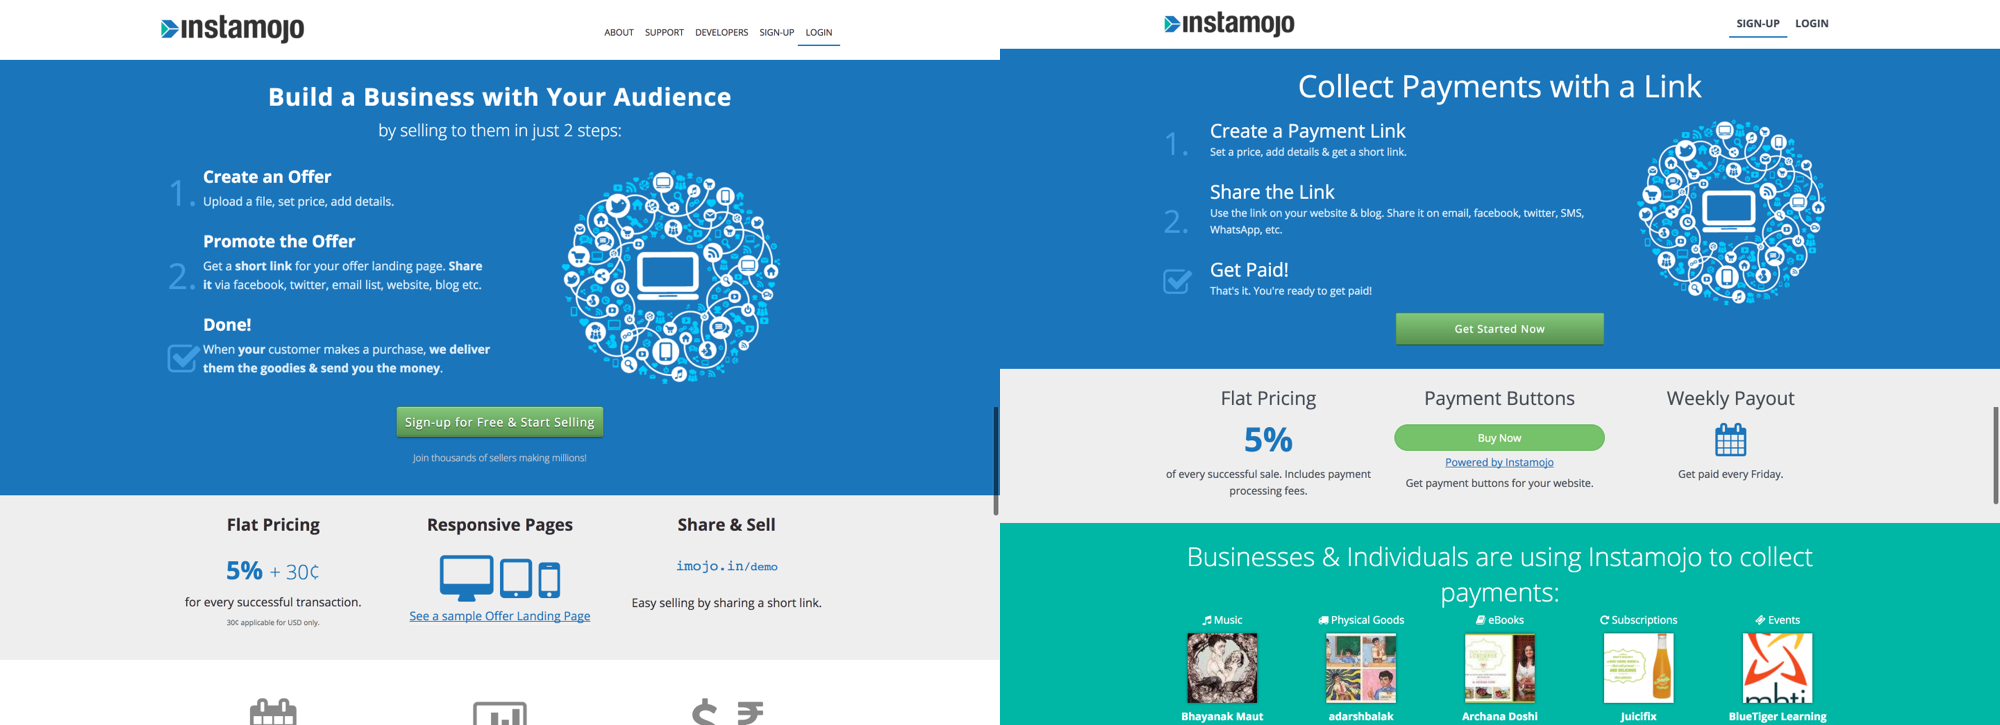 instamojo
ABOUT SUPPORT DEVELOPERS SIGN-UP LOGIN
Build a Business with Your Audience
by selling to them in just 2 steps:
1.
Create an Offer
Upload a file, set price, add details.
2.
Promote the Offer
Get a short link for your offer landing page. Share
it via facebook, twitter, email list, website, blog etc.
Done!
When your customer makes a purchase, we deliver
them the goodies & send you the money.
Sign-up for Free & Start Selling
Join thousands of sellers making millions!
Flat Pricing
5% + 30¢
for every successful transaction.
30¢ applicable for USD only.
Responsive Pages
See a sample Offer Landing Page
Share & Sell
imojo.in/demo
Easy selling by sharing a short link.
$ ₹
instamojo
SIGN-UP LOGIN
Collect Payments with a Link
1.
Create a Payment Link
Set a price, add details & get a short link.
2.
Share the Link
Use the link on your website & blog. Share it on email, facebook, twitter, SMS,
WhatsApp, etc.
Get Paid!
That's it. You're ready to get paid!
Get Started Now
Flat Pricing
5%
of every successful sale. Includes payment
processing fees.
Payment Buttons
Buy Now
Powered by Instamojo
Get payment buttons for your website.
Weekly Payout
Get paid every Friday.
Businesses & Individuals are using Instamojo to collect
payments:
Music
Physical Goods
eBooks
Subscriptions
Events
mbti
Bhayanak Maut
adarshbalak
Archana Doshi
Juicifix
BlueTiger Learning